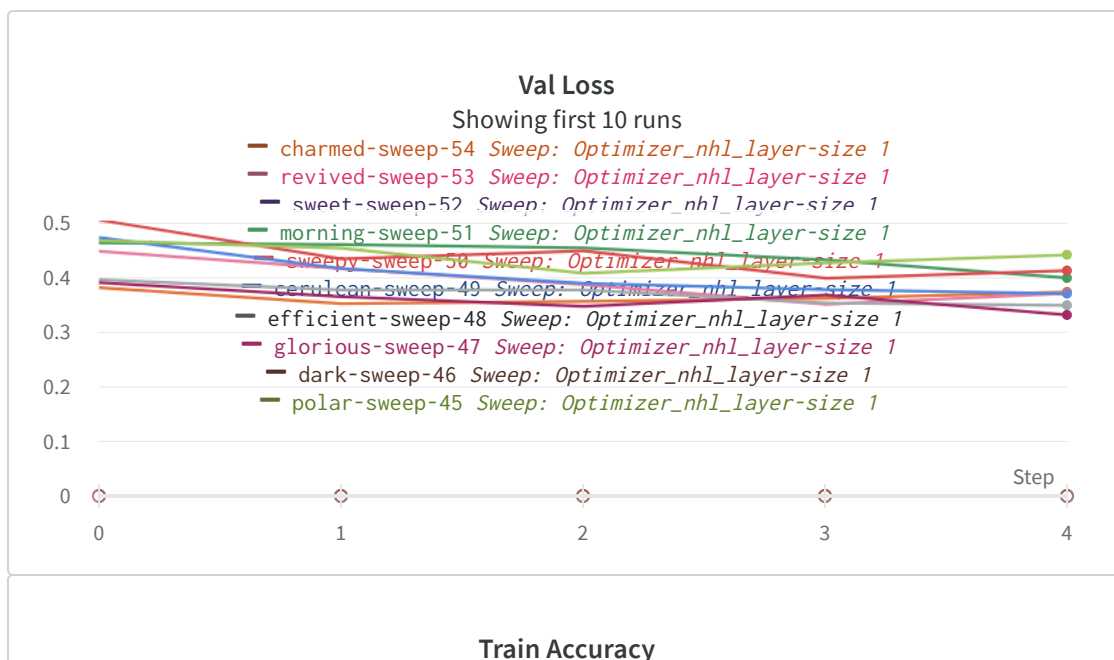 Val Loss
Showing first 10 runs
charmed-sweep-54 Sweep: Optimizer_nhl_layer-size 1
revived-sweep-53 Sweep: Optimizer_nhl_layer-size 1
sweet-sweep-52 Sweep: Optimizer_nhl_layer-size 1
0.5
morning-sweep-51 Sweep: Optimizer_nhl_layer-size 1
sweepy-sweep-50 Sweep: Optimizer_nhl_layer-size 1
0.4
cerulean-sweep-49 Sweep: Optimizer_nhl_layer-size 1
efficient-sweep-48 Sweep: Optimizer_nhl_layer-size 1
0.3
glorious-sweep-47 Sweep: Optimizer_nhl_layer-size 1
dark-sweep-46 Sweep: Optimizer_nhl_layer-size 1
0.2
polar-sweep-45 Sweep: Optimizer_nhl_layer-size 1
0.1
Step
0
0 1 2 3 4
Train Accuracy